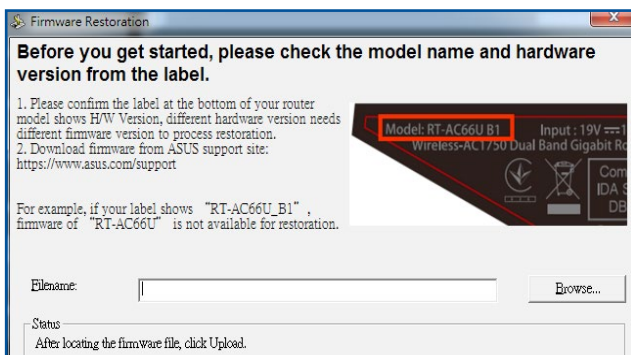 Firmware Restoration
Before you get started, please check the model name and hardware
version from the label.
1. Please confirm the label at the bottom of your router
model shows H/W Version, different hardware version needs
different firmware version to process restoration.
2. Download firmware from ASUS support site:
https://www.asus.com/support
Model: RT-AC66U B1 Input : 19V
Wireless-AC1750 Dual Band Gigabit
IDA
DB
For example, if your label shows “RT-AC66U_B1” ,
firmware of “RT-AC66U” is not available for restoration.
Filename:
Browse...
Status
After locating the firmware file, click Upload.